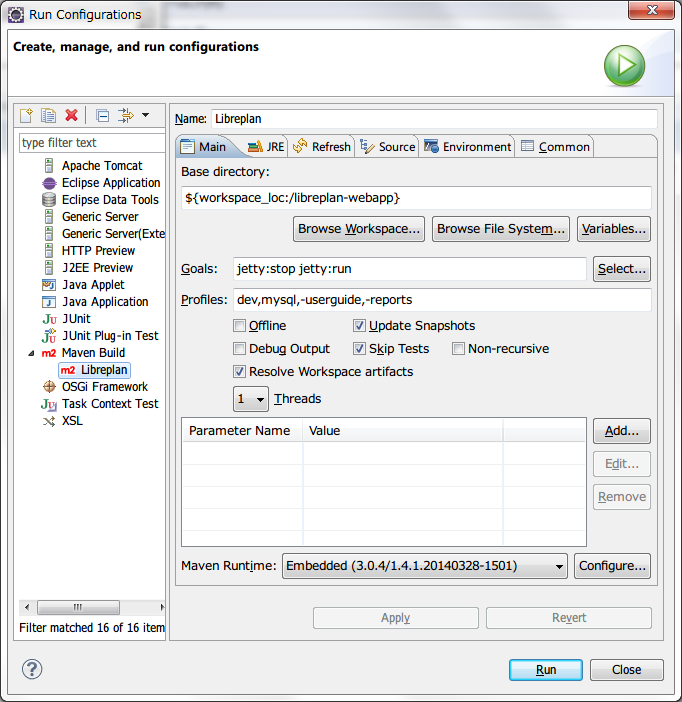 Run Configurations
Create, manage, and run configurations
type filter text
Apache Tomcat
Eclipse Application
Eclipse Data Tools
Generic Server
Generic Server(Exte
HTTP Preview
J2EE Preview
Java Applet
Java Application
JUnit
JUnit Plug-in Test
m2 Maven Build
m2 Libreplan
OSGi Framework
Task Context Test
XSL
Filter matched 16 of 16 item
Name: Libreplan
Main JRE Refresh Source Environment Common
Base directory:
${workspace_loc:/libreplan-webapp}
Browse Workspace... Browse File System... Variables...
Goals: jetty:stop jetty:run Select...
Profiles: dev,mysql,-userguide,-reports
Offline Update Snapshots
Debug Output Skip Tests Non-recursive
Resolve Workspace artifacts
1 Threads
Parameter Name Value
Add...
Edit...
Remove
Maven Runtime: Embedded (3.0.4/1.4.1.20140328-1501) Configure...
Apply Revert
? Run Close